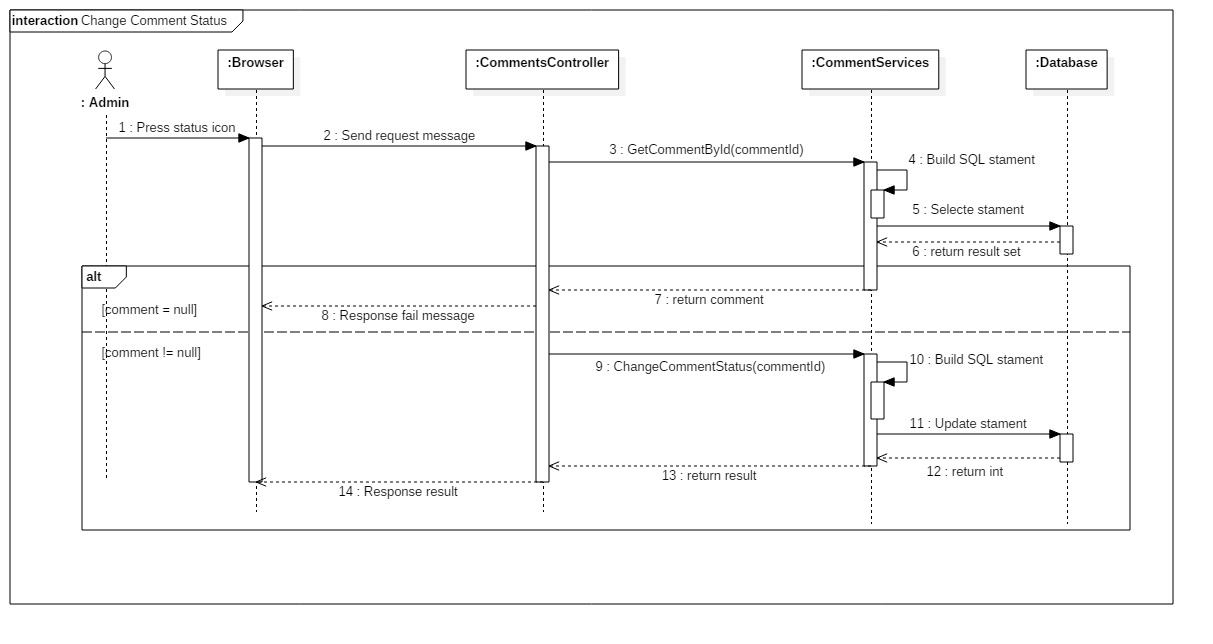 interaction Change Comment Status
:Browser
:CommentsController
:CommentServices
:Database
: Admin
1 : Press status icon
2 : Send request message
3 : GetCommentById(commentId)
4 : Build SQL stament
5 : Selecte stament
6 : return result set
alt
7 : return comment
[comment = null]
8 : Response fail message
[comment != null]
9 : ChangeCommentStatus(commentId)
10 : Build SQL stament
11 : Update stament
12 : return int
13 : return result
14 : Response result